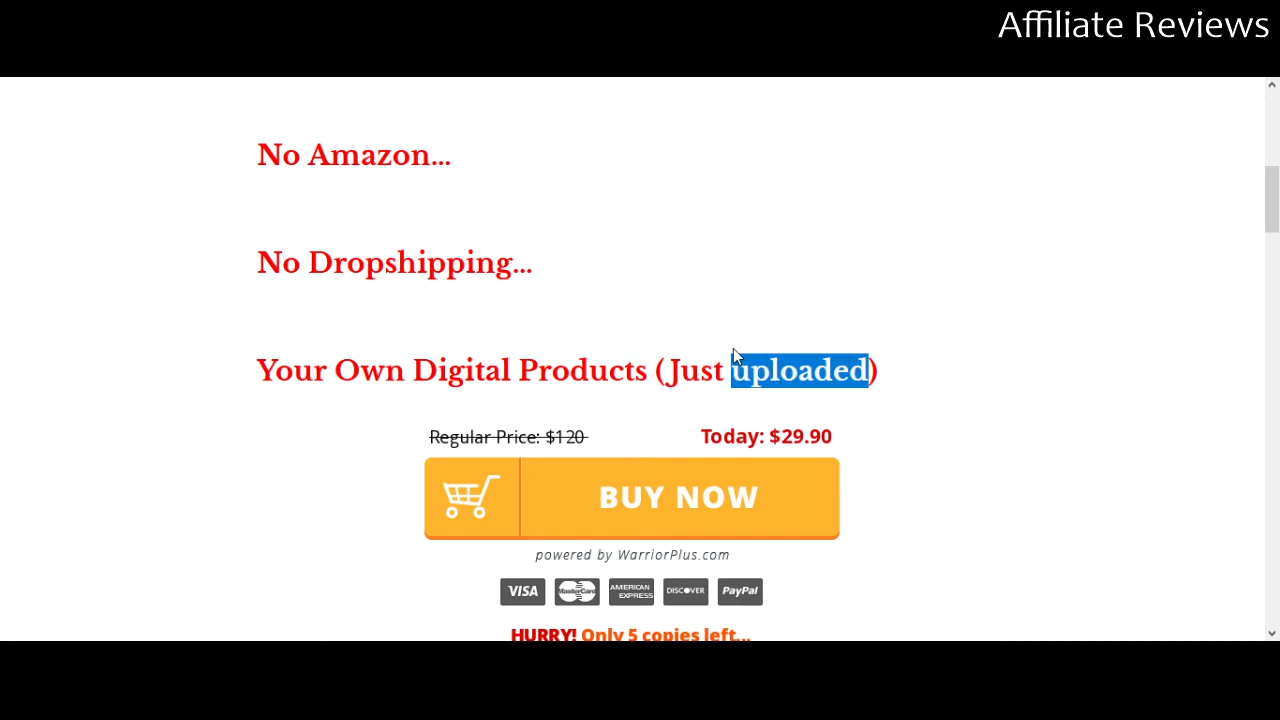 Affiliate Reviews
No Amazon...
No Dropshipping...
Your Own Digital Products (Just uploaded)
Regular Price: $120 Today: $29.90
BUY NOW
powered by WarriorPlus.com
VISA MasterCard AMERICAN EXPRESS DISCOVER PayPal
HURRY! Only 5 copies left...